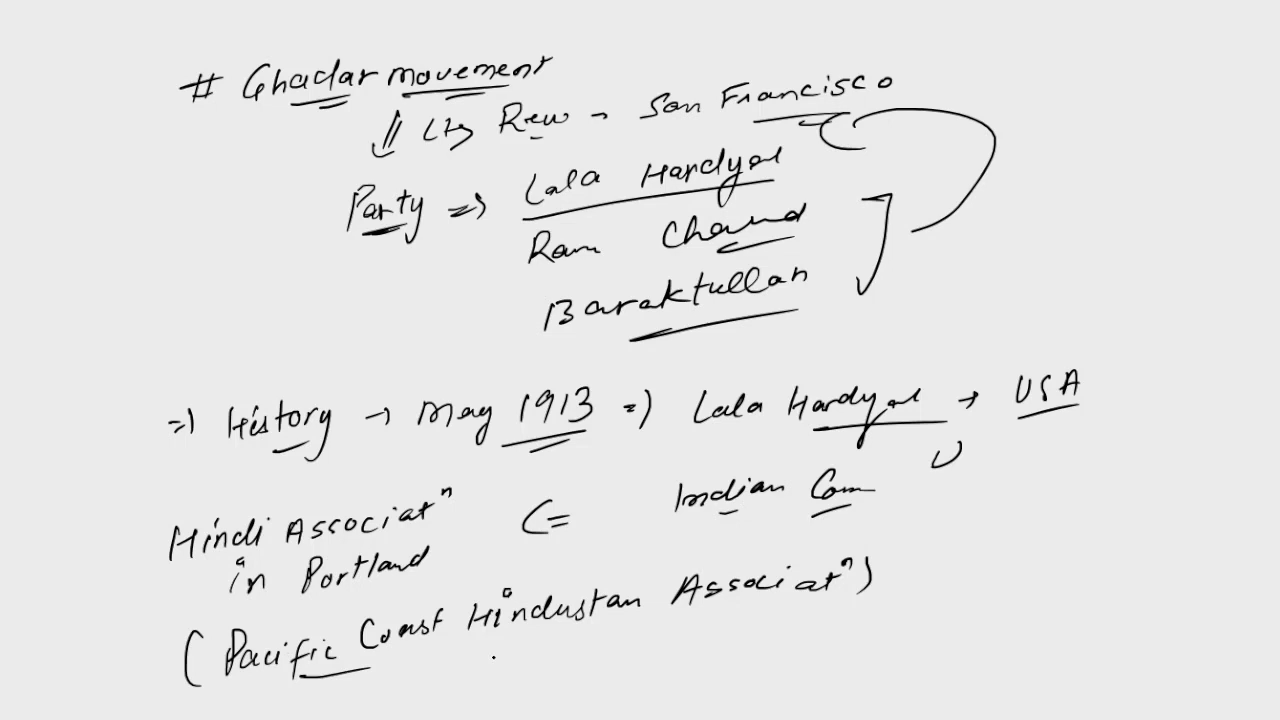 # Ghadar movement
⇓ Rew → San Francisco
Party ⇒ Lala Hardyal
Ram Chand
Baraktullah
⇒ History → May 1913 ⇒ Lala Hardyal → USA
Hindi Associatⁿ ⇐ Indian Com
in Portland
(Pacific Coast Hindustan Associatⁿ)